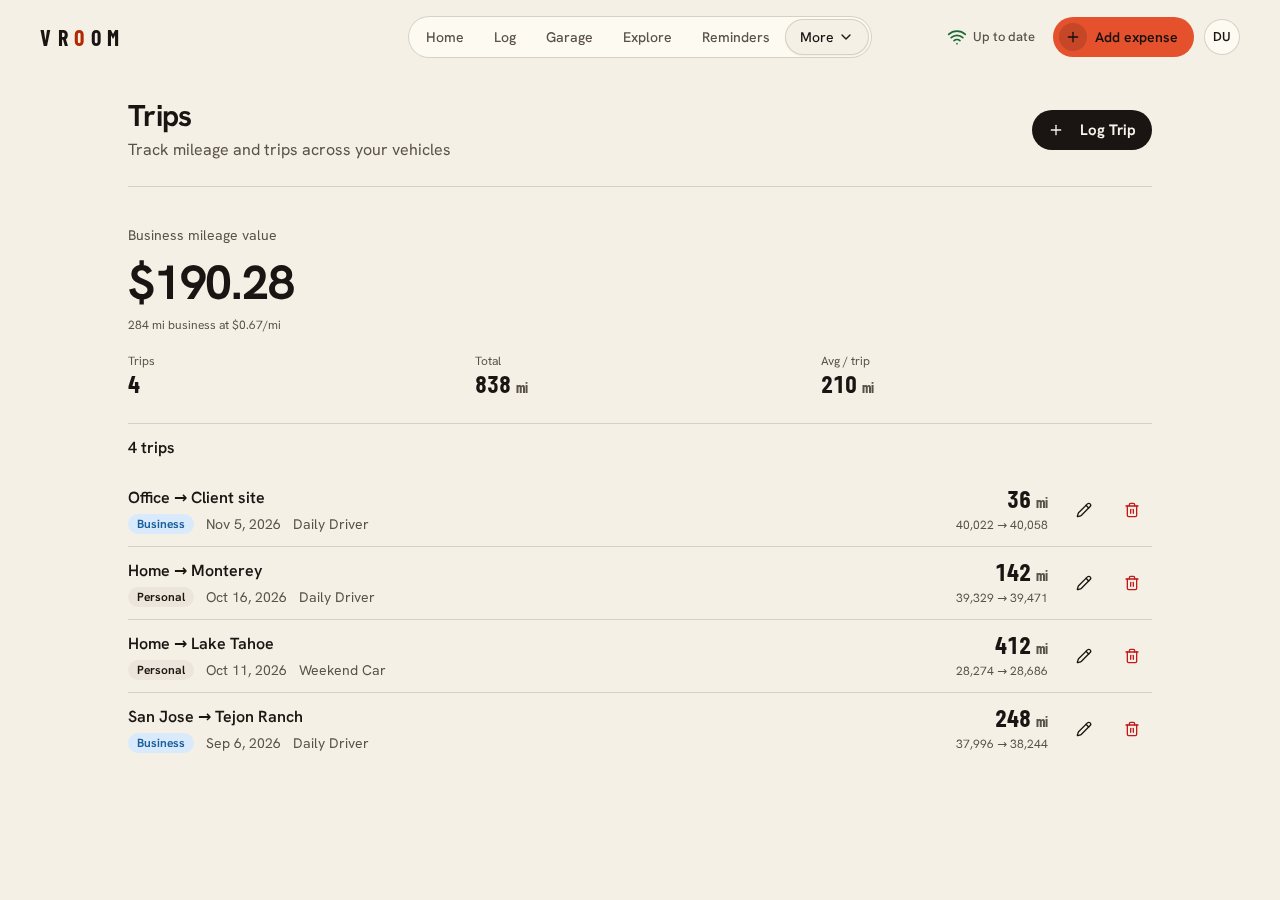 VROOM
Home Log Garage Explore Reminders More
Up to date
Add expense
DU
Trips
Track mileage and trips across your vehicles
Log Trip
Business mileage value
$190.28
284 mi business at $0.67/mi
Trips Total Avg / trip
4 838 mi 210 mi
4 trips
Office → Client site
36 mi
Business Nov 5, 2026 Daily Driver
40,022 → 40,058
Home → Monterey
142 mi
Personal Oct 16, 2026 Daily Driver
39,329 → 39,471
Home → Lake Tahoe
412 mi
Personal Oct 11, 2026 Weekend Car
28,274 → 28,686
San Jose → Tejon Ranch
248 mi
Business Sep 6, 2026 Daily Driver
37,996 → 38,244